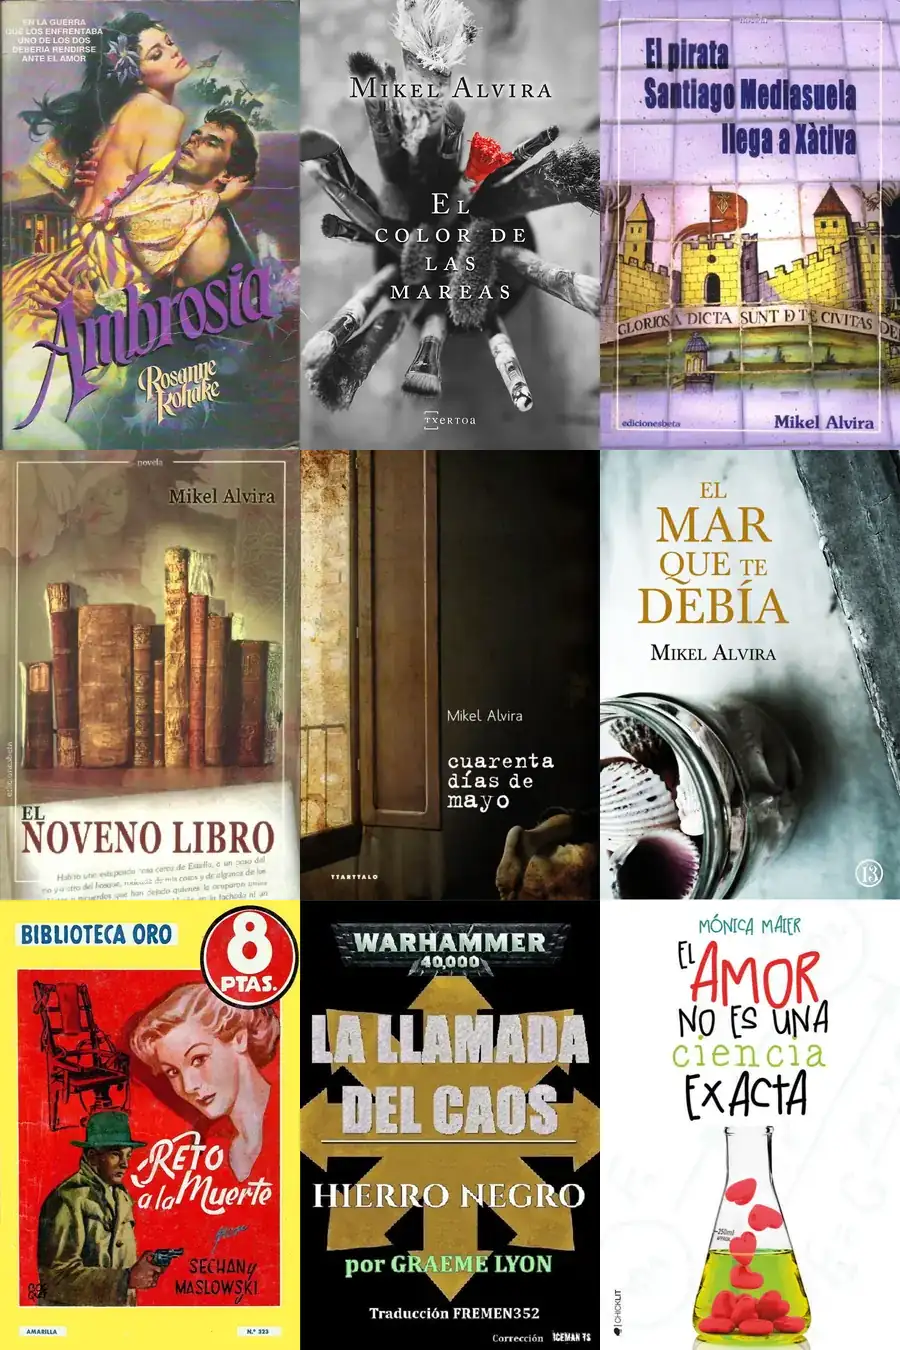 EN LA GUERRA
QUE LOS ENFRENTABA
UNO DE LOS DOS
DEBERÍA RENDIRSE
ANTE EL AMOR
Ambrosia
Rosanne
Kohake
MIKEL ALVIRA
EL
COLOR DE
LAS
MAREAS
TXERTOA
novela
El pirata
Santiago Mediasuela
llega a Xàtiva
GLORIOSA DICTA SUNT D TE CIVITAS DE
edicionesbeta
Mikel Alvira
novela
Mikel Alvira
edicionesbeta
EL
NOVENO LIBRO
Mikel Alvira
cuarenta
días de
mayo
TTARTTALO
EL
MAR
QUE TE
DEBÍA
MIKEL ALVIRA
13
BIBLIOTECA ORO
8
PTAS.
RETO
a la Muerte
SECHAN y
MASLOWSKI
AMARILLA
N.º 323
WARHAMMER
40,000
LA LLAMADA
DEL CAOS
HIERRO NEGRO
por GRAEME LYON
Traducción FREMEN352
Corrección ICEMAN TS
MÓNICA MAIER
EL
AMOR
NO ES UNA
ciencia
EXACTA
250ml
CHICKLIT